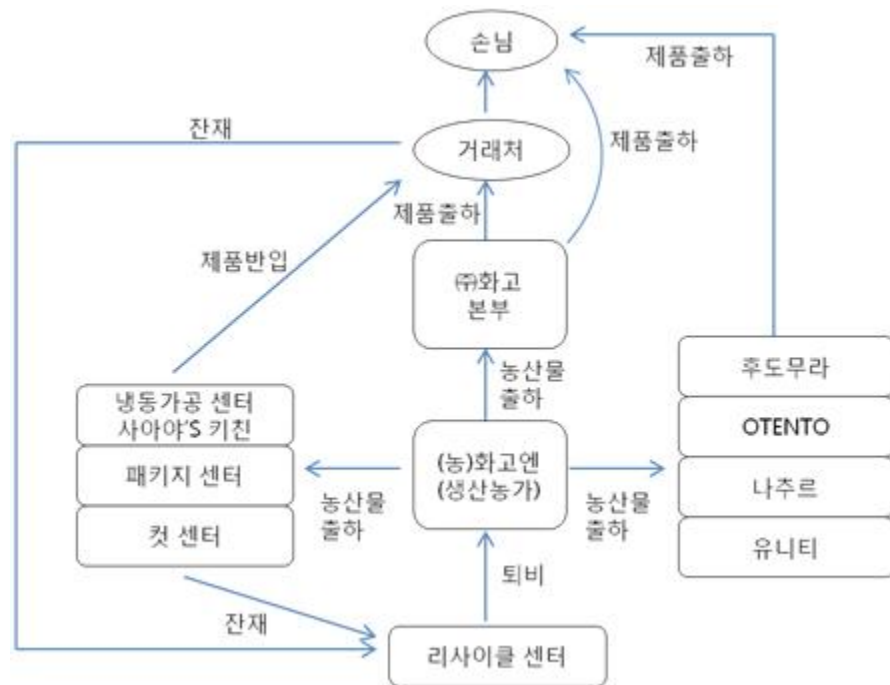 손님
제품출하
잔재
거래처
제품출하
제품출하
제품반입
㈜화고
본부
농산물
출하
후도무라
냉동가공 센터
사아야'S 키친
OTENTO
패키지 센터
(농)화고엔
(생산농가)
나추르
농산물
출하
농산물
출하
컷 센터
유니티
퇴비
잔재
리사이클 센터